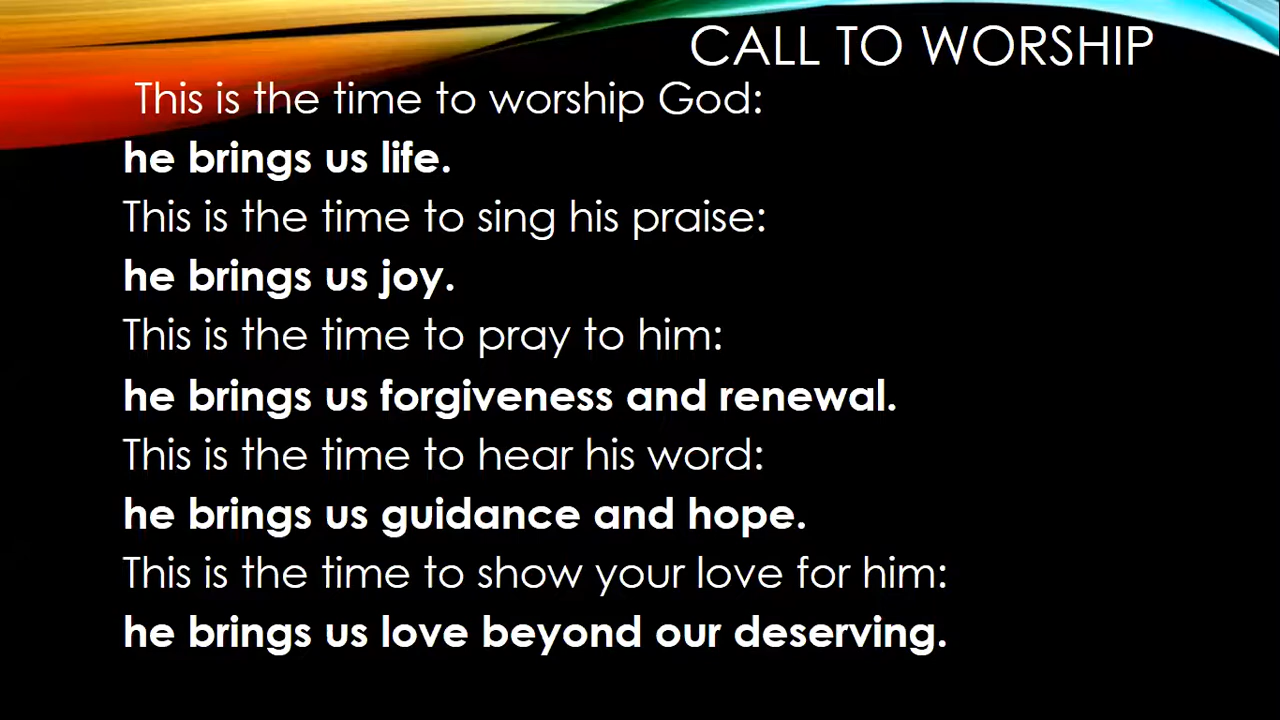 CALL TO WORSHIP
This is the time to worship God:
he brings us life.
This is the time to sing his praise:
he brings us joy.
This is the time to pray to him:
he brings us forgiveness and renewal.
This is the time to hear his word:
he brings us guidance and hope.
This is the time to show your love for him:
he brings us love beyond our deserving.